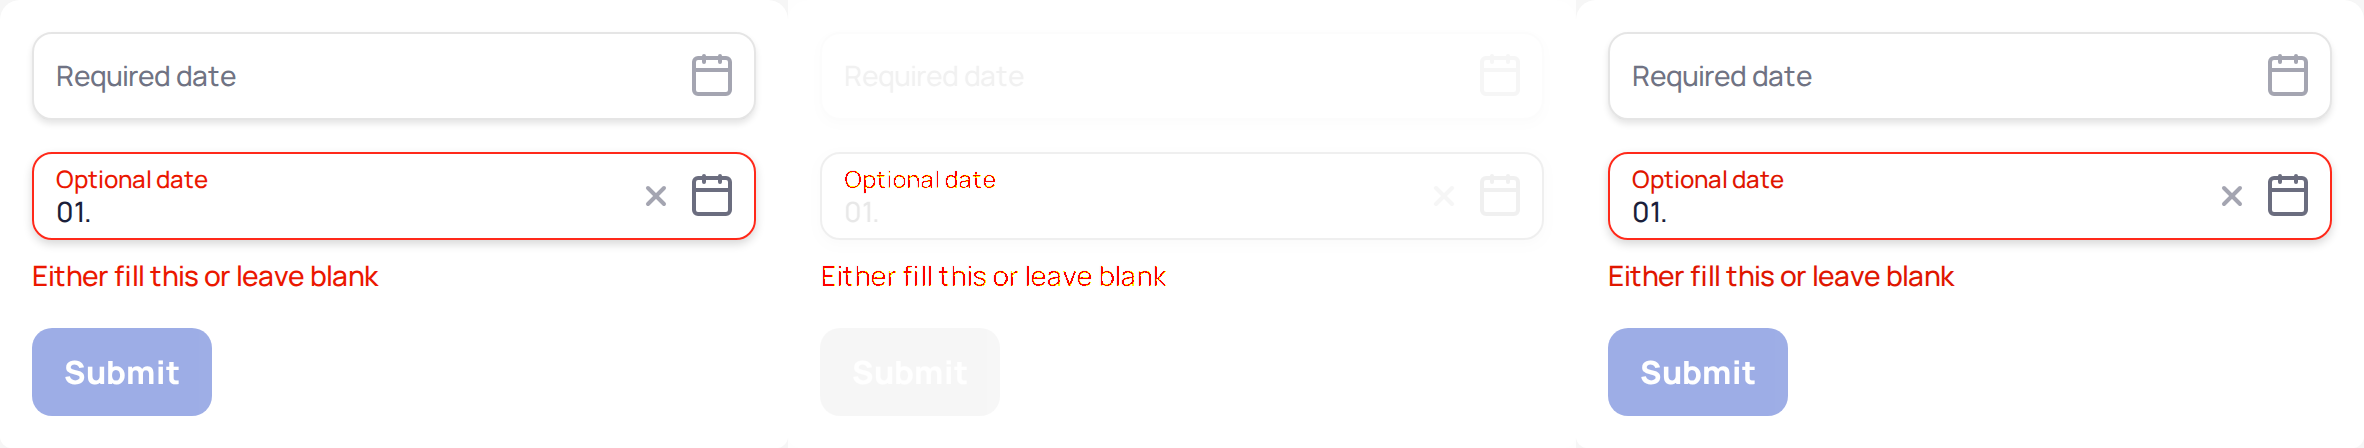 Required date
Optional date
01.
Either fill this or leave blank
Submit
Required date
Optional date
01.
Either fill this or leave blank
Submit
Required date
Optional date
01.
Either fill this or leave blank
Submit